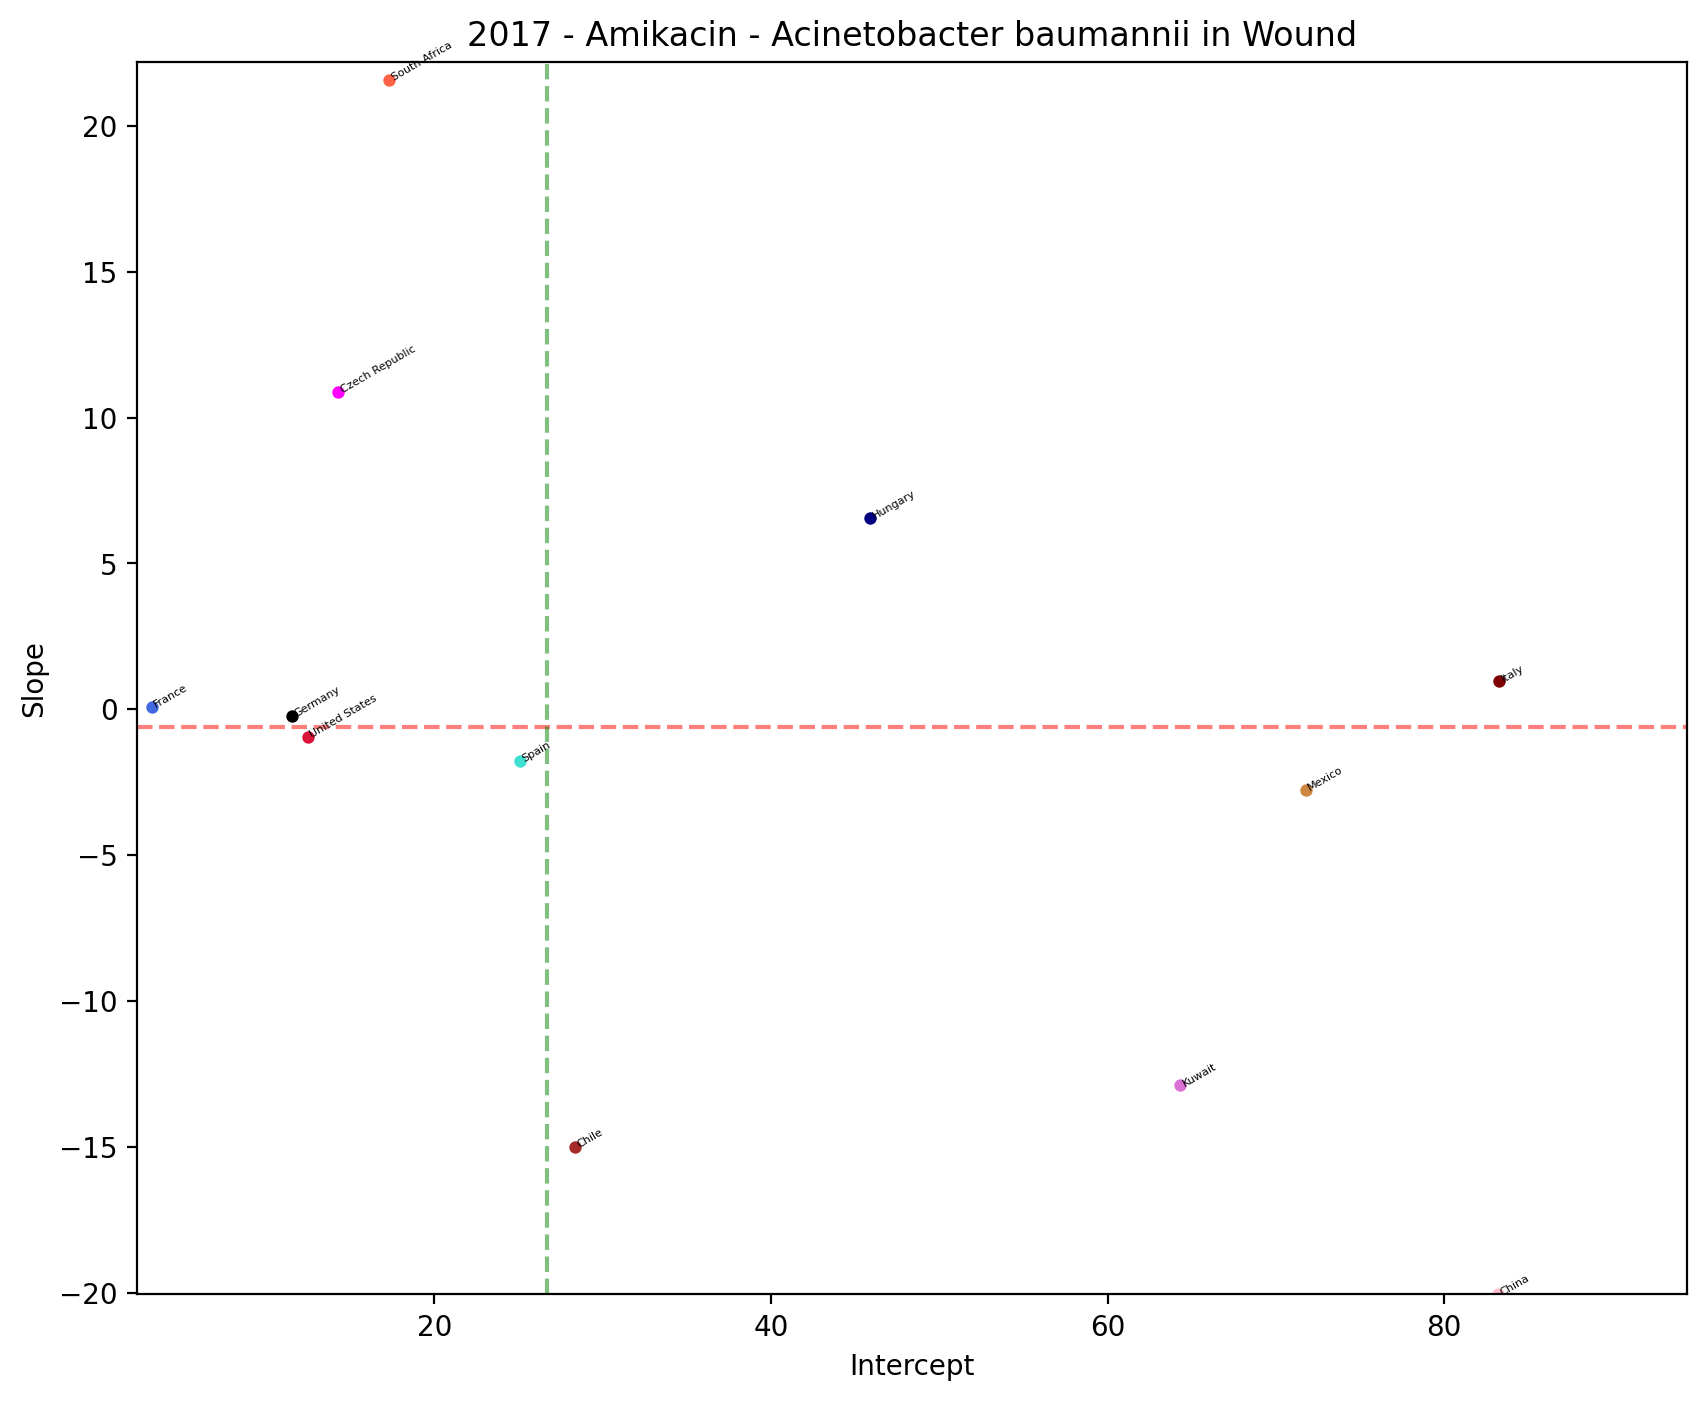 2017 - Amikacin - Acinetobacter baumannii in Wound
South Africa
20
15
Czech Republic
10
Hungary
5
Slope
Italy
France
0
Germany
United States
Spain
Mexico
−5
−10
Kuwait
Chile
−15
China
−20
20 40 60 80
Intercept